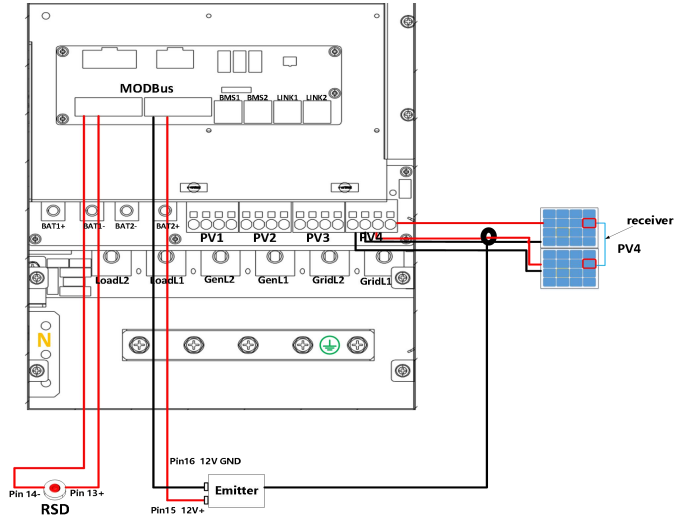 MODBus
BMS1 BMS2 LINK1 LINK2
BAT1+ BAT1- BAT2- BAT2+
PV1 PV2 PV3 PV4
receiver
PV4
LoadL2 LoadL1 GenL2 GenL1 GridL2 GridL1
N
Pin16 12V GND
Pin 14- Pin 13+
RSD
Emitter
Pin15 12V+